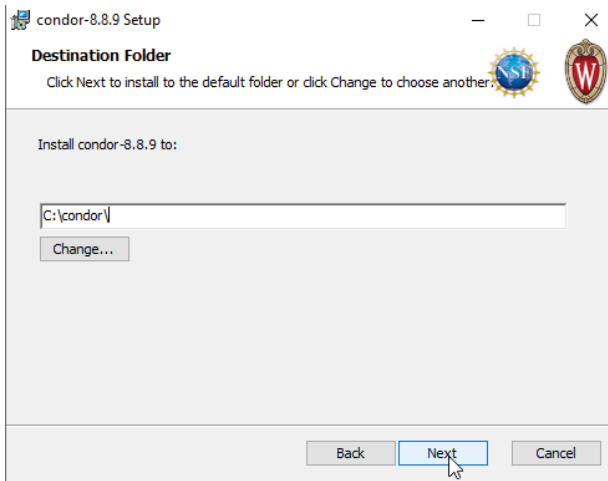 condor-8.8.9 Setup
Destination Folder
Click Next to install to the default folder or click Change to choose another.
NSF
W
Install condor-8.8.9 to:
C:\condor\
Change...
Back
Next
Cancel